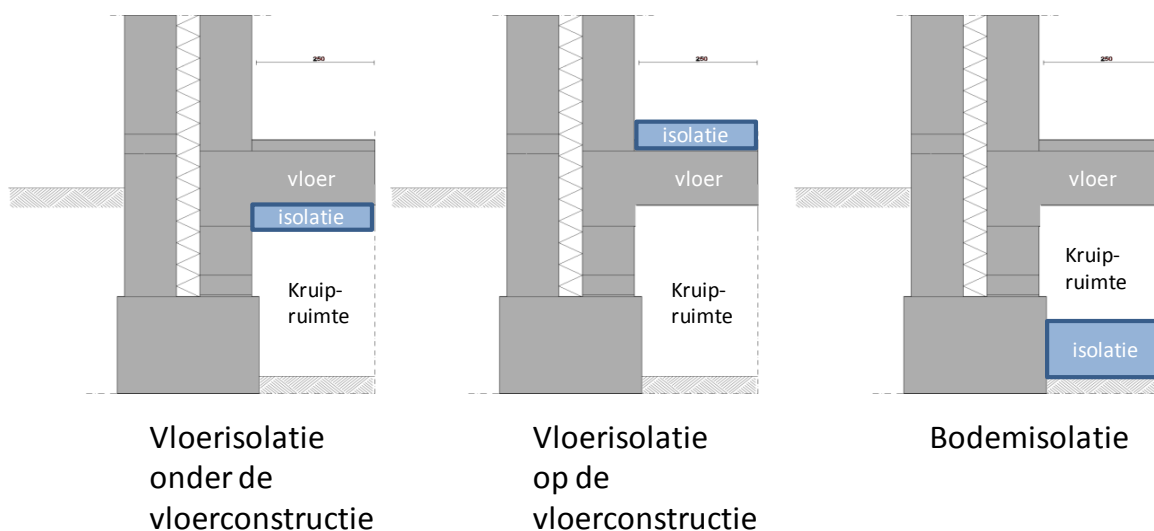 250
isolatie
vloer
isolatie
Kruip-
ruimte
Vloerisolatie
onder de
vloerconstructie
250
isolatie
vloer
Kruip-
ruimte
Vloerisolatie
op de
vloerconstructie
250
vloer
Kruip-
ruimte
isolatie
Bodemisolatie